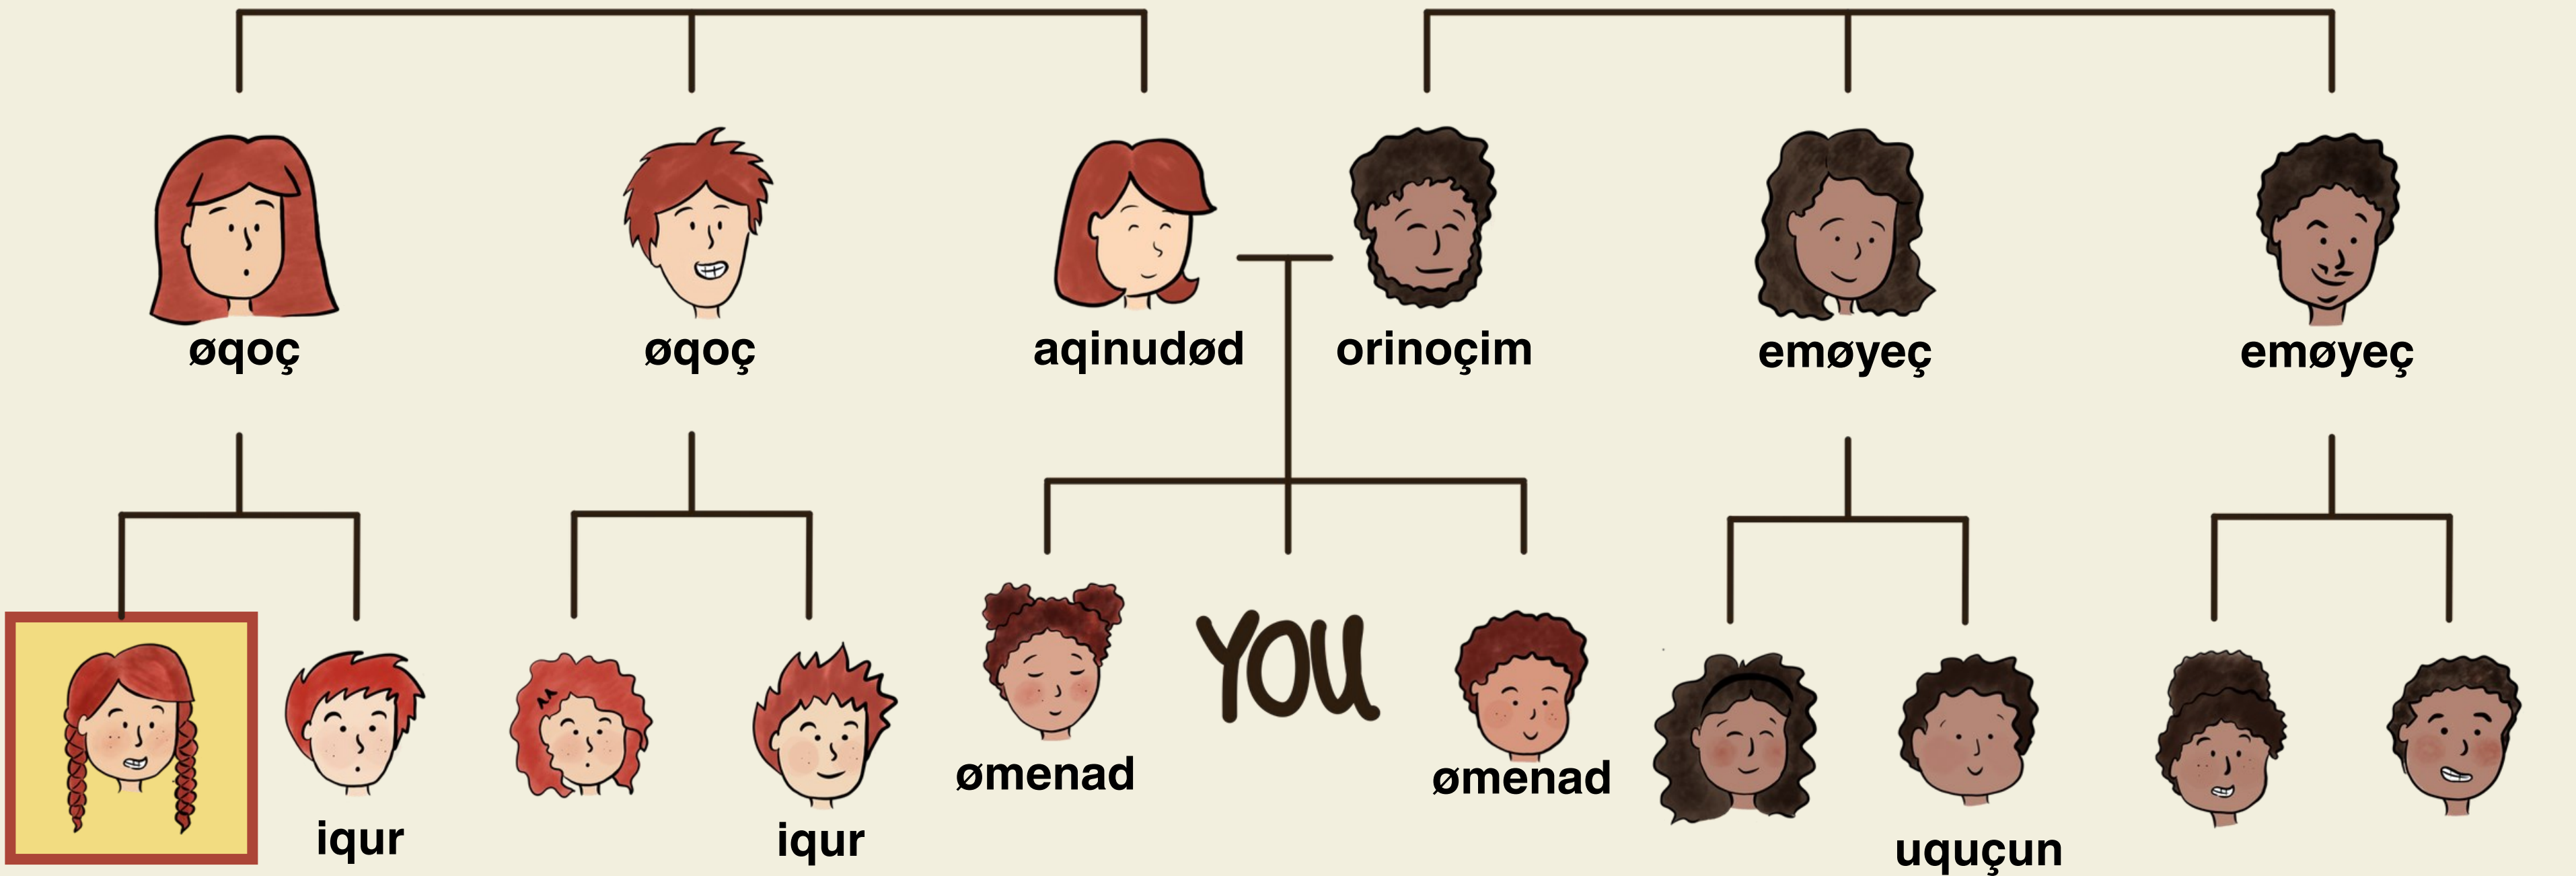 øqoç
øqoç
aqinudød
orinoçim
emøyeç
emøyeç
iqur
iqur
ømenad
YOU
ømenad
uquçun